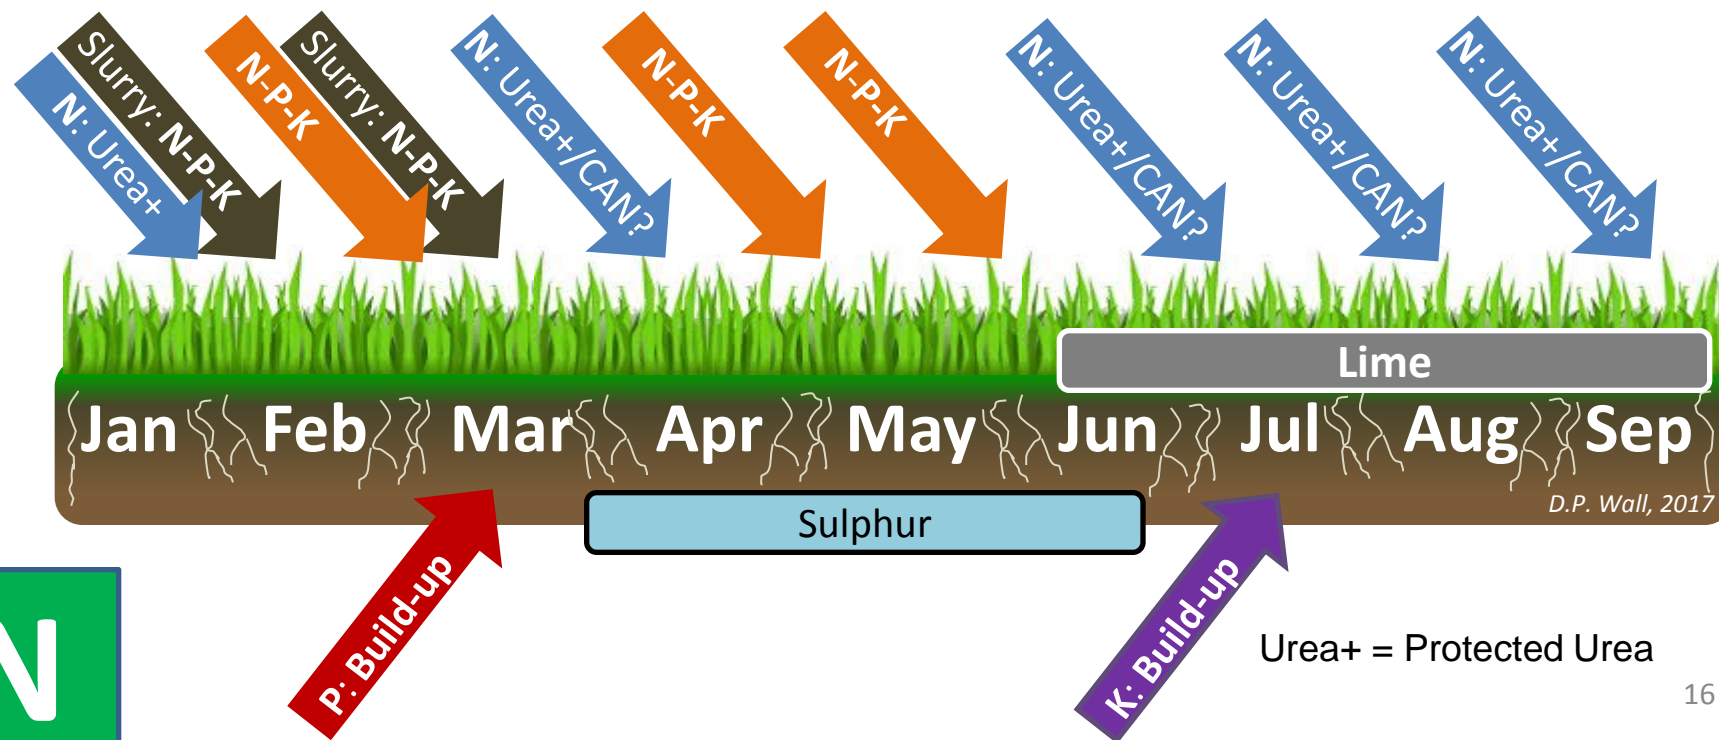 Slurry: N-P-K
N: Urea+
N-P-K
Slurry: N-P-K
N: Urea+/CAN?
N-P-K
N-P-K
N: Urea+/CAN?
N: Urea+/CAN?
N: Urea+/CAN?
Lime
Jan Feb Mar Apr May Jun Jul Aug Sep
D.P. Wall, 2017
Sulphur
P: Build-up
K: Build-up
N
Urea+ = Protected Urea
16